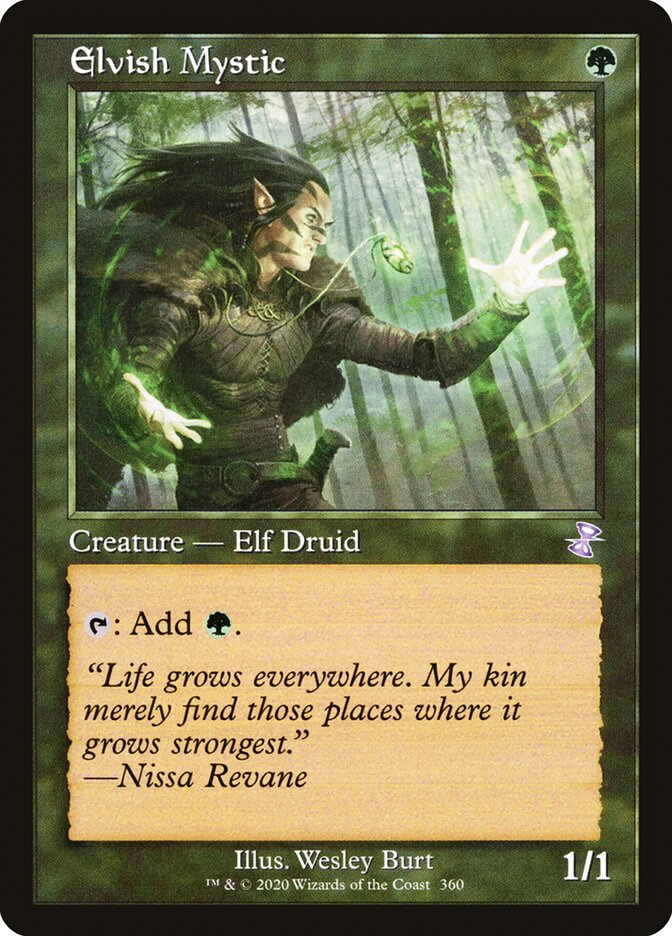 Elvish Mystic
Creature — Elf Druid
: Add .
“Life grows everywhere. My kin
merely find those places where it
grows strongest.”
—Nissa Revane
Illus. Wesley Burt
1/1
™ & © 2020 Wizards of the Coast 360